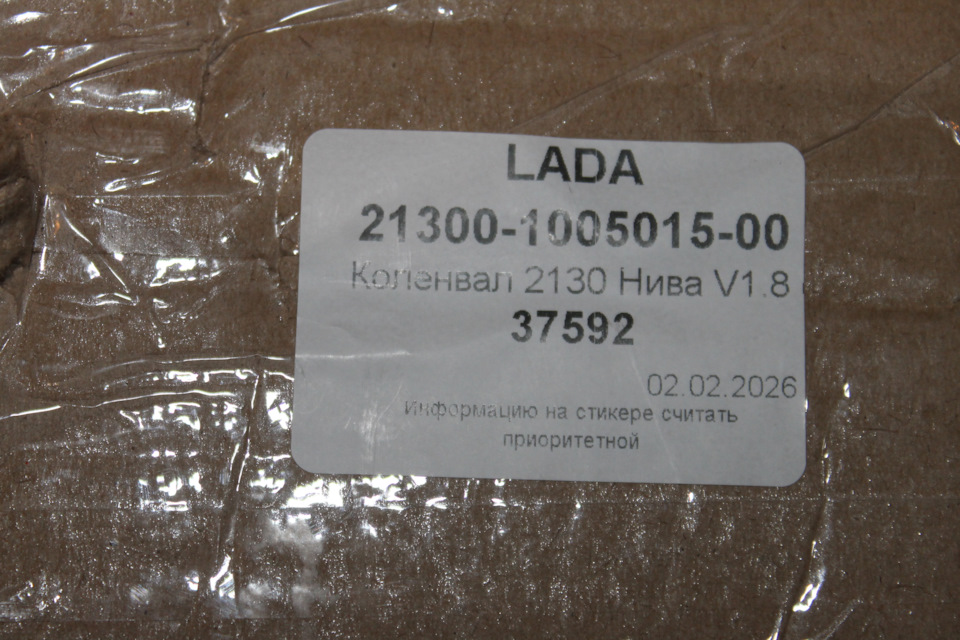 LADA
21300-1005015-00
Коленвал 2130 Нива V1.8
37592
02.02.2026
Информацию на стикере считать
приоритетной